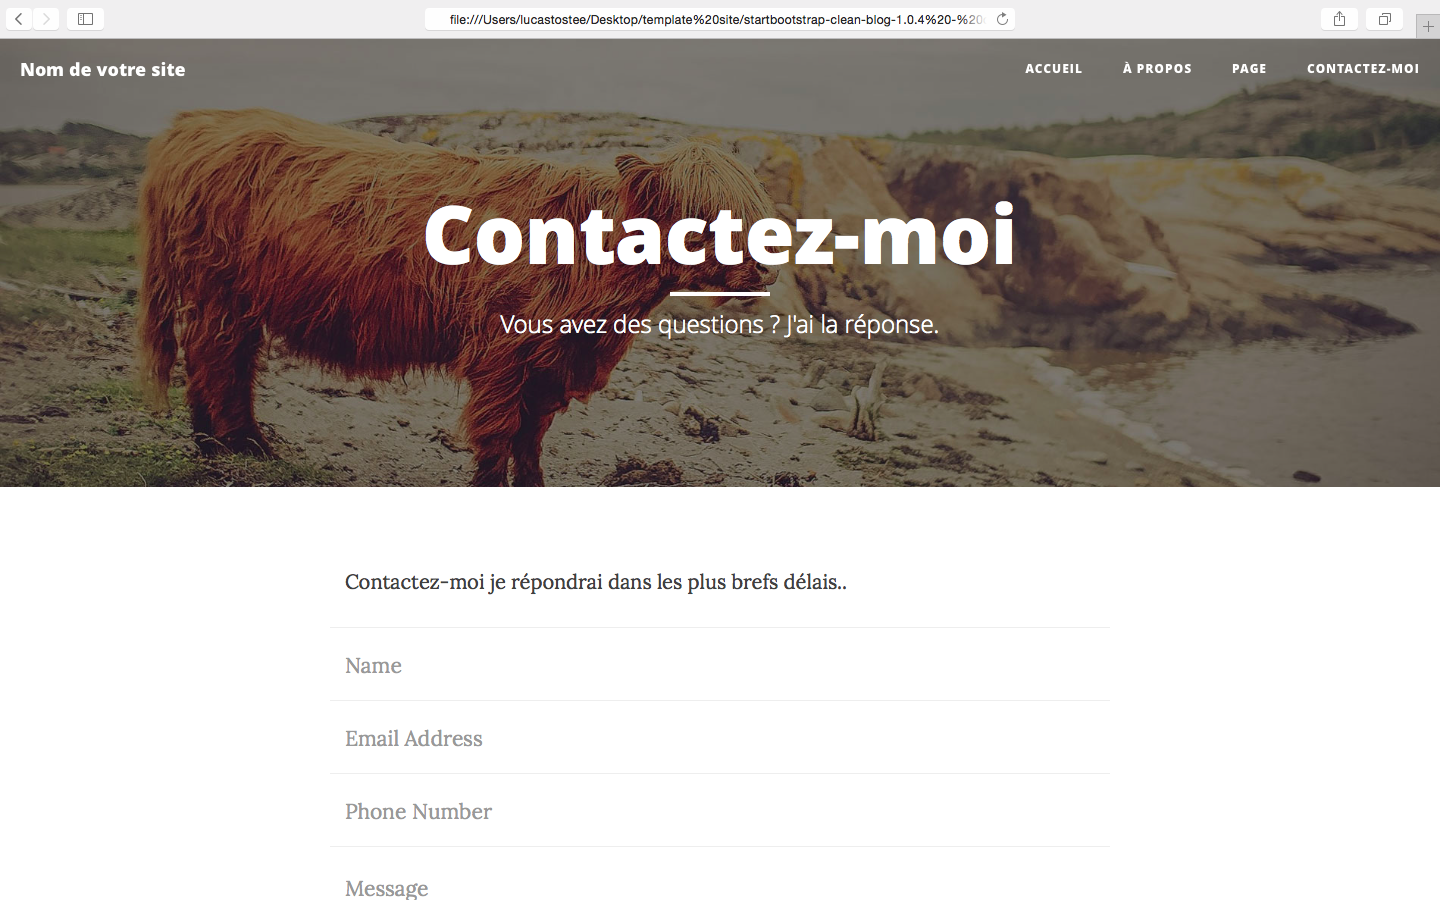 file:///Users/lucastostee/Desktop/template%20site/startbootstrap-clean-blog-1.0.4%20-%20
Nom de votre site
ACCUEIL
À PROPOS
PAGE
CONTACTEZ-MOI
Contactez-moi
Vous avez des questions ? J'ai la réponse.
Contactez-moi je répondrai dans les plus brefs délais..
Name
Email Address
Phone Number
Message